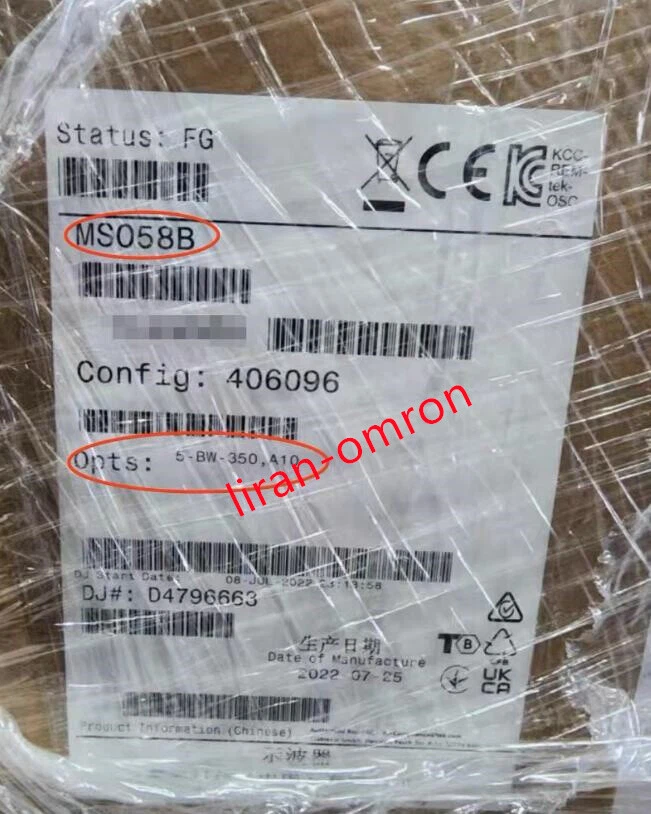 Status: FG
CE
KCC-
REM-
tek-
OSC
MSO58B
Config: 406096
Opts: 5-BW-350,A10
liran-omron
DJ Start Date: 08-JUL-2022
DJ#: D4796663
生产日期
Date of Manufacture
2022-07-25
UK
CA
Product Information (Chinese)
示波器